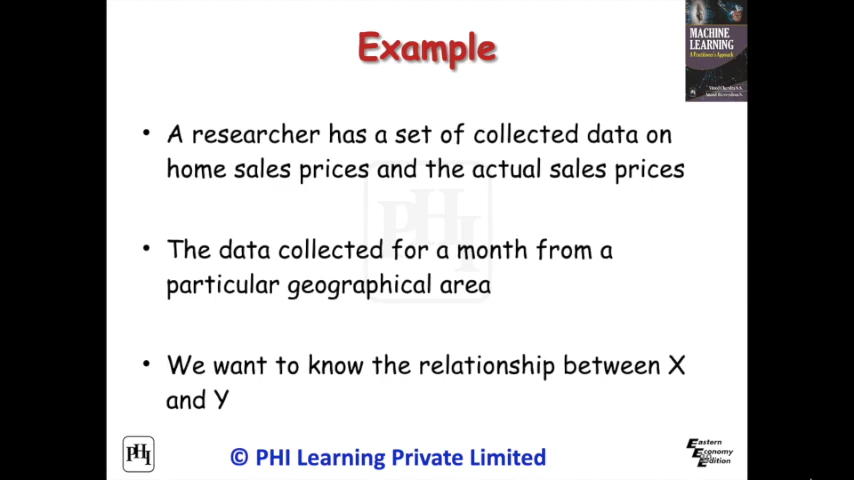 Example
MACHINE
LEARNING
A Practitioner's Approach
• A researcher has a set of collected data on
home sales prices and the actual sales prices
• The data collected for a month from a
particular geographical area
• We want to know the relationship between X
and Y
PHI
PHI
© PHI Learning Private Limited
Eastern
Economy
Edition